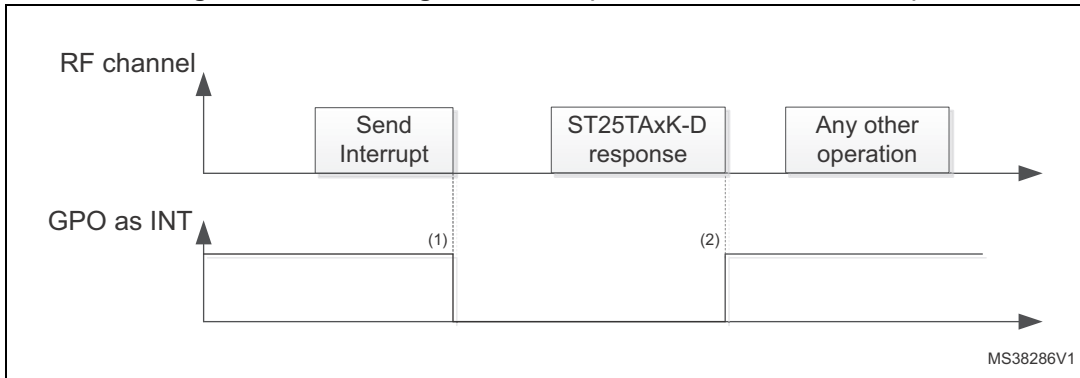 RF channel
Send
Interrupt
ST25TAxK-D
response
Any other
operation
GPO as INT
(1)
(2)
MS38286V1